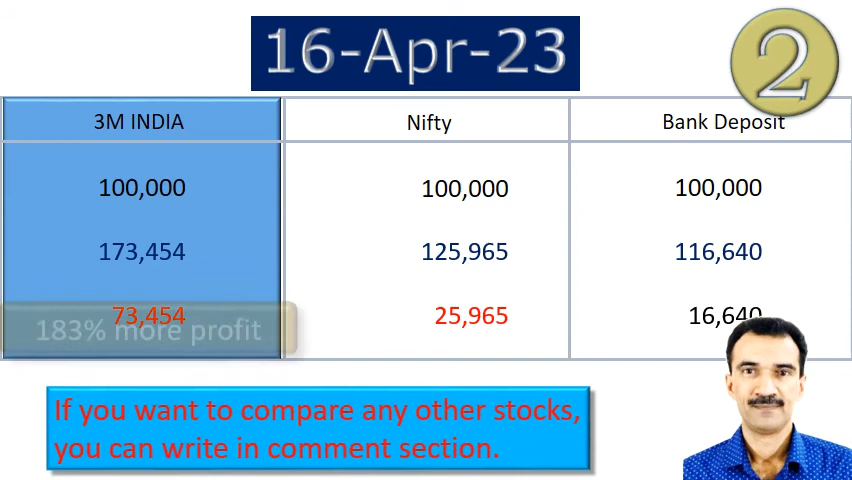 16-Apr-23
2
3M INDIA Nifty Bank Deposit
100,000 100,000 100,000
173,454 125,965 116,640
73,454 25,965 16,640
183% more profit
If you want to compare any other stocks,
you can write in comment section.